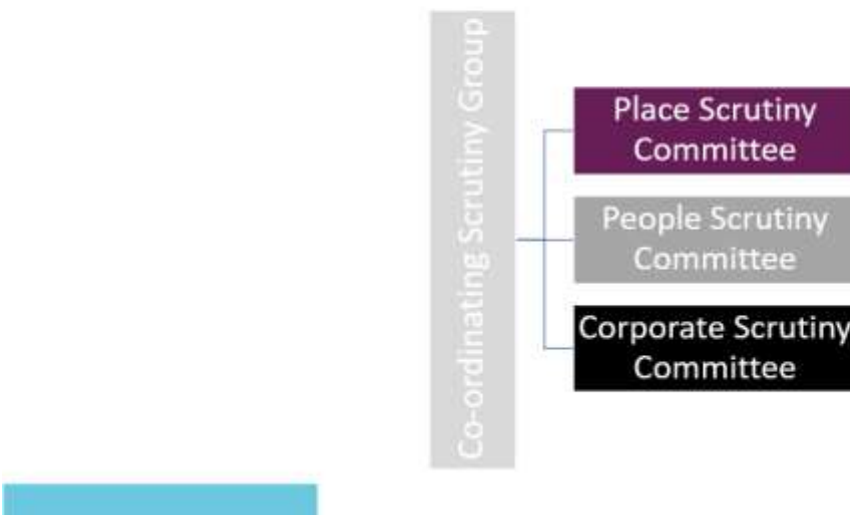 Co-ordinating Scrutiny Group
Place Scrutiny
Committee
People Scrutiny
Committee
Corporate Scrutiny
Committee